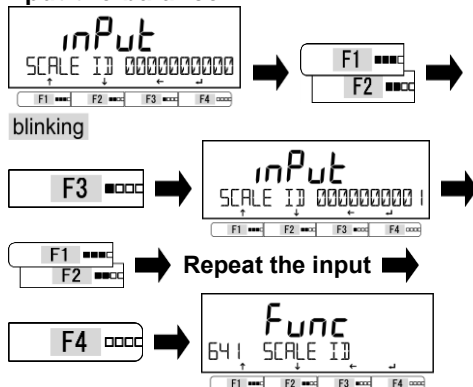 inPut
SCALE ID 0000000000
↑ ↓ ← ↵
F1 F2 F3 F4
F1
F2
blinking
F3
inPut
SCALE ID 0000000001
↑ ↓ ← ↵
F1 F2 F3 F4
F1
F2
Repeat the input
F4
Func
641 SCALE ID
↑ ↓ ← ↵
F1 F2 F3 F4